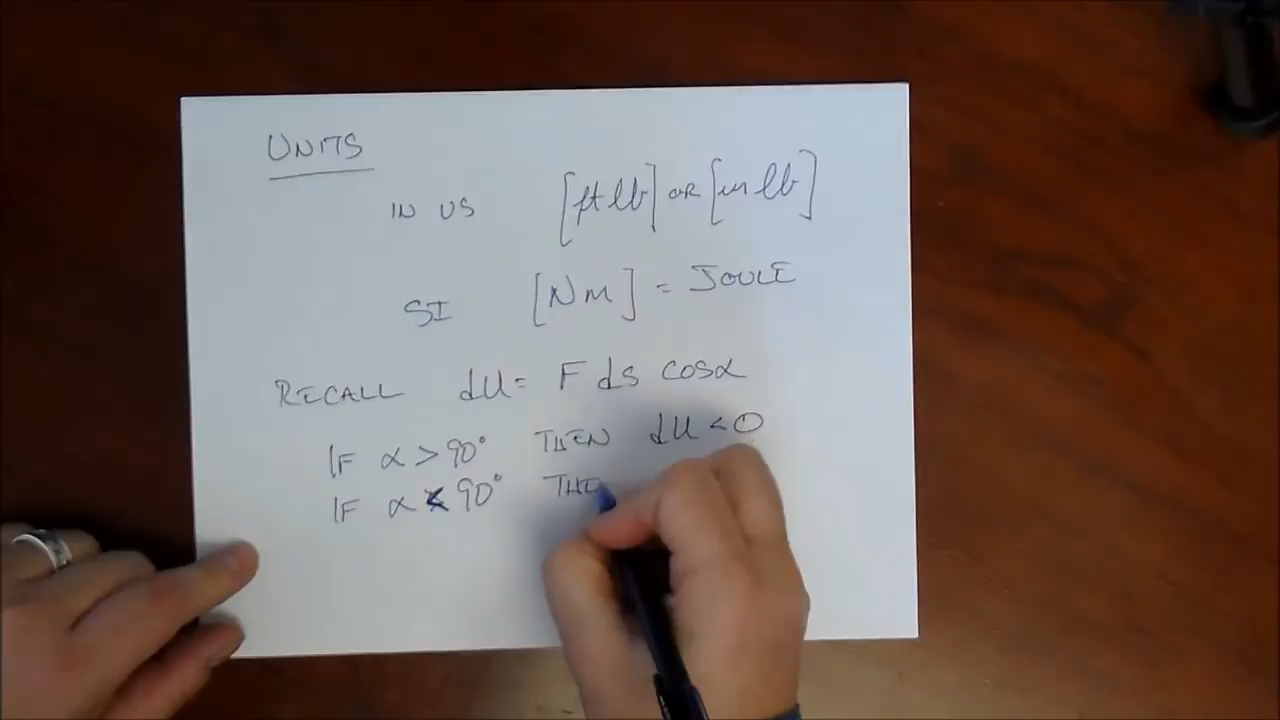 UNITS
IN US [ft lb] OR [in lb]
SI [Nm] = JOULE
RECALL dU = F ds cosα
IF α > 90° THEN dU < 0
IF α < 90° THE